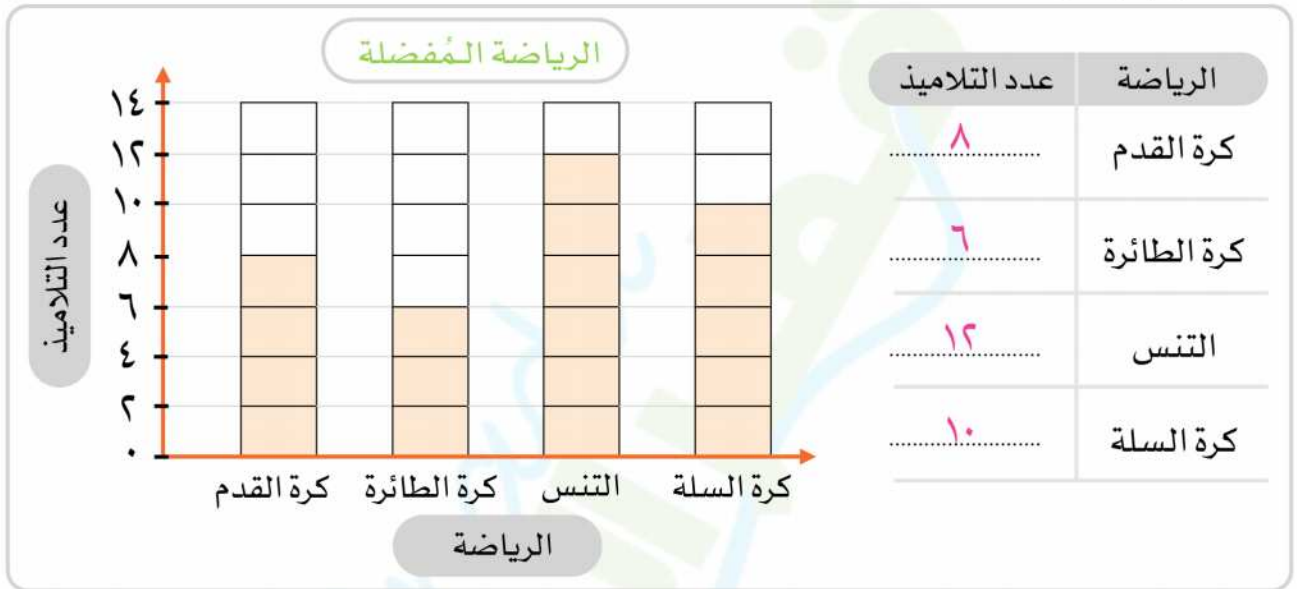 الرياضة المُفضلة
الرياضة عدد التلاميذ
كرة القدم ٨
كرة الطائرة ٦
التنس ١٢
كرة السلة ١٠
عدد التلاميذ
١٤
١٢
١٠
٨
٦
٤
٢
٠
كرة القدم كرة الطائرة التنس كرة السلة
الرياضة